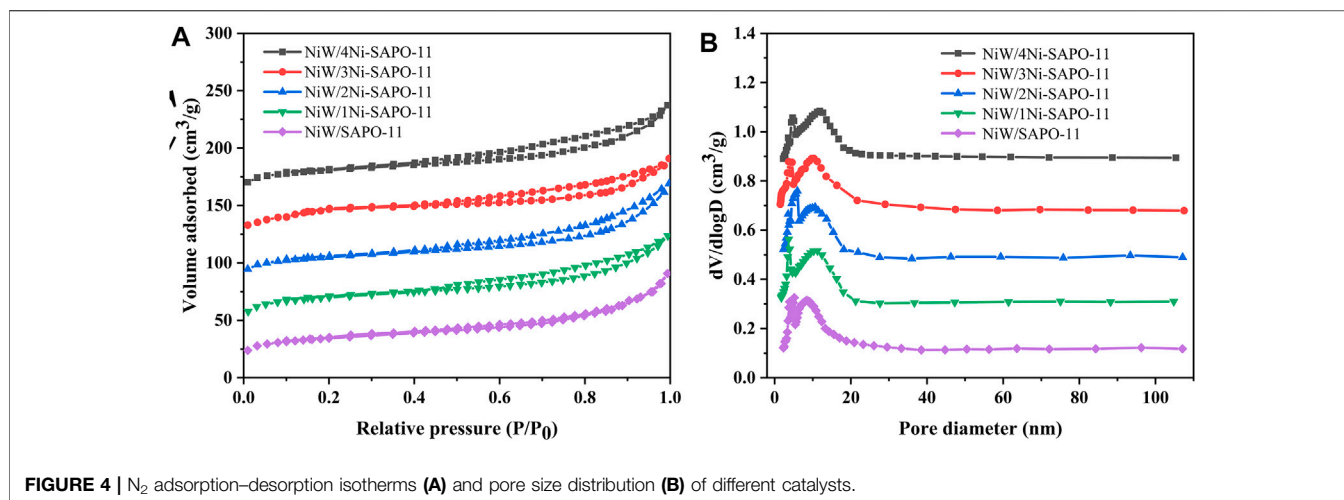 A
NiW/4Ni-SAPO-11
NiW/3Ni-SAPO-11
NiW/2Ni-SAPO-11
NiW/1Ni-SAPO-11
NiW/SAPO-11
Volume adsorbed (cm³/g)
300
250
200
150
100
50
0
0.0 0.2 0.4 0.6 0.8 1.0
Relative pressure (P/P₀)
B
NiW/4Ni-SAPO-11
NiW/3Ni-SAPO-11
NiW/2Ni-SAPO-11
NiW/1Ni-SAPO-11
NiW/SAPO-11
dV/dlogD (cm³/g)
1.4
1.2
1.0
0.8
0.6
0.4
0.2
0.0
0 20 40 60 80 100
Pore diameter (nm)
FIGURE 4 | N₂ adsorption–desorption isotherms (A) and pore size distribution (B) of different catalysts.